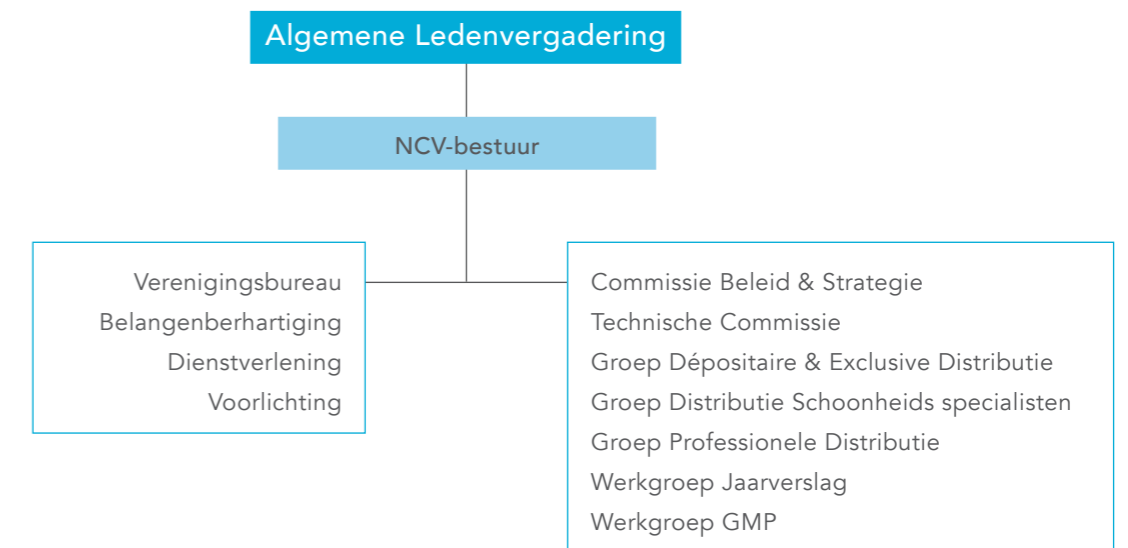 Algemene Ledenvergadering
NCV-bestuur
Verenigingsbureau
Belangenberhartiging
Dienstverlening
Voorlichting
Commissie Beleid & Strategie
Technische Commissie
Groep Dépositaire & Exclusive Distributie
Groep Distributie Schoonheids specialisten
Groep Professionele Distributie
Werkgroep Jaarverslag
Werkgroep GMP